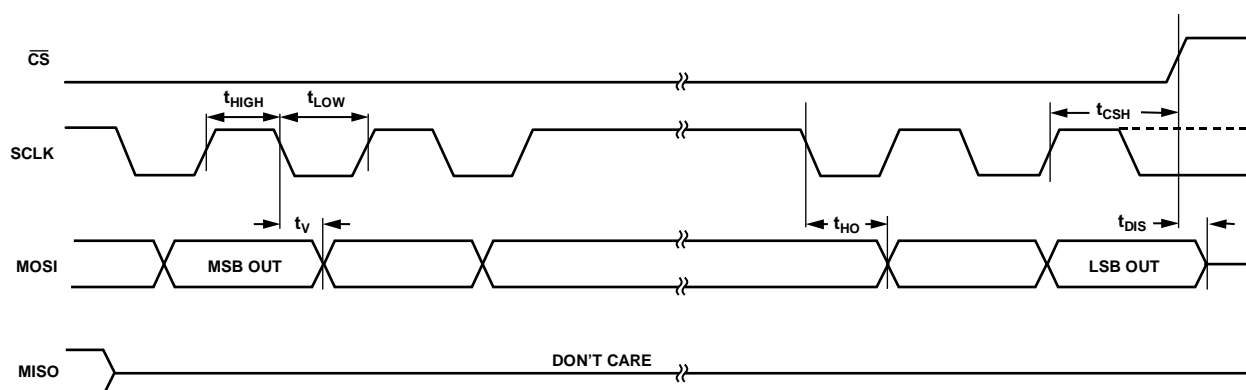 CS
tHIGH
tLOW
tCSH
SCLK
tV
tHO
tDIS
MOSI
MSB OUT
LSB OUT
MISO
DON'T CARE